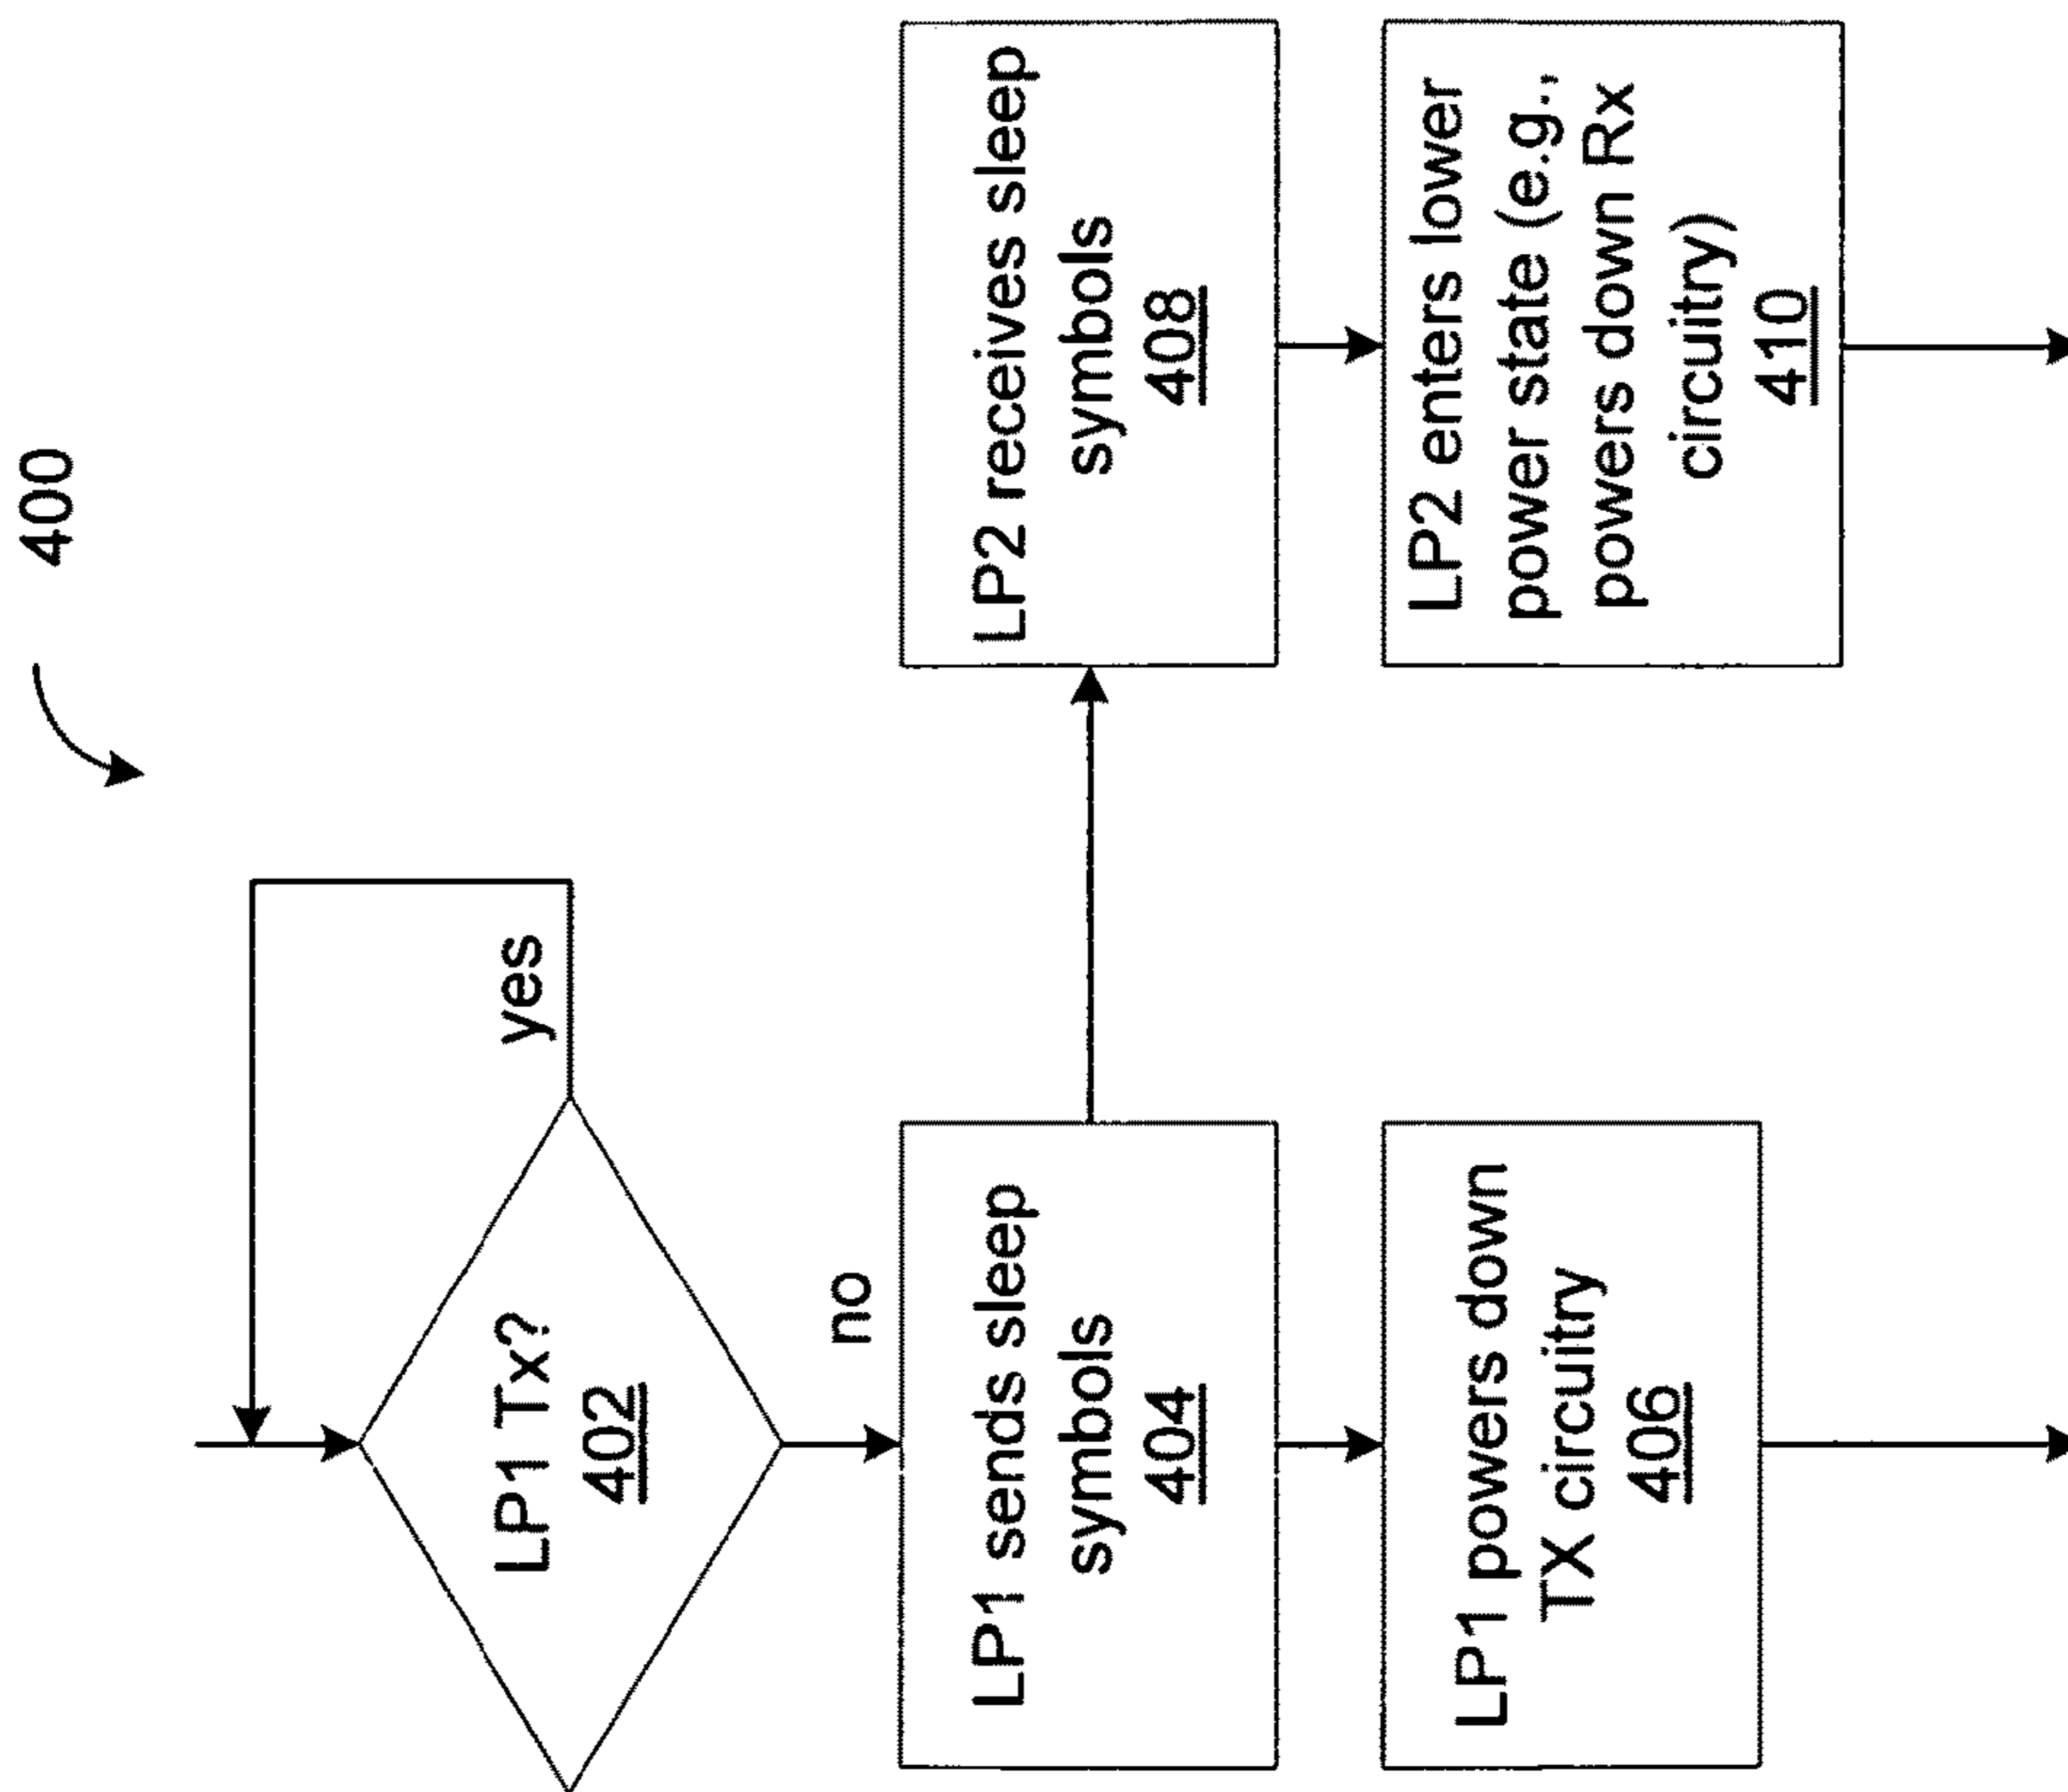 400
LP1 Tx?
402
yes
no
LP1 sends sleep
symbols
404
LP2 receives sleep
symbols
408
LP1 powers down
TX circuitry
406
LP2 enters lower
power state (e.g.,
powers down Rx
circuitry)
410